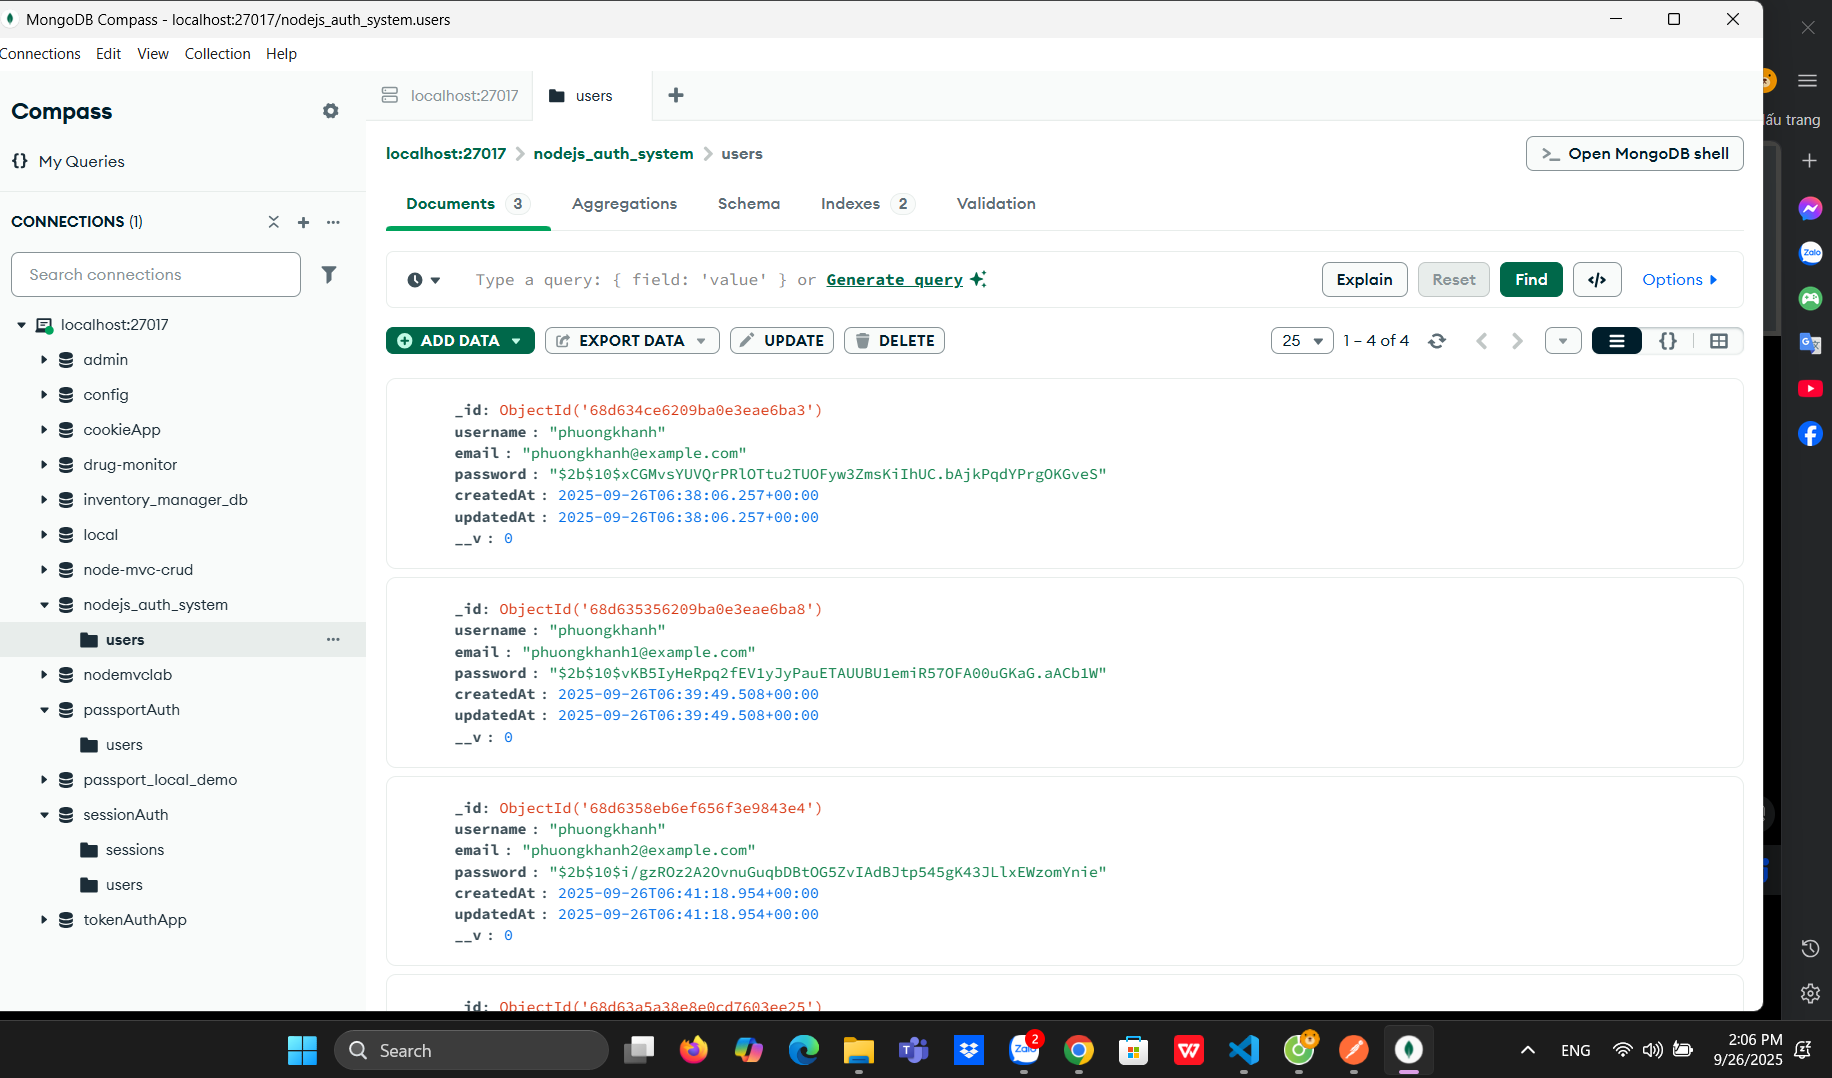 MongoDB Compass - localhost:27017/nodejs_auth_system.users
Connections Edit View Collection Help
Compass
{} My Queries
CONNECTIONS (1)
Search connections
localhost:27017
admin
config
cookieApp
drug-monitor
inventory_manager_db
local
node-mvc-crud
nodejs_auth_system
users
nodemvclab
passportAuth
users
passport_local_demo
sessionAuth
sessions
users
tokenAuthApp
localhost:27017
users
localhost:27017 > nodejs_auth_system > users
>_ Open MongoDB shell
Documents 3 Aggregations Schema Indexes 2 Validation
Type a query: { field: 'value' } or Generate query
Explain Reset Find </> Options
ADD DATA EXPORT DATA UPDATE DELETE
25 1 – 4 of 4 {}
_id: ObjectId('68d634ce6209ba0e3eae6ba3')
username : "phuongkhanh"
email : "phuongkhanh@example.com"
password : "$2b$10$xCGMvsYUVQrPRlOTtu2TUOFyw3ZmsKiIhUC.bAjkPqdYPrgOKGveS"
createdAt : 2025-09-26T06:38:06.257+00:00
updatedAt : 2025-09-26T06:38:06.257+00:00
__v : 0
_id: ObjectId('68d635356209ba0e3eae6ba8')
username : "phuongkhanh"
email : "phuongkhanh1@example.com"
password : "$2b$10$vKB5IyHeRpq2fEV1yJyPauETAUUBU1emiR57OFA00uGKaG.aACb1W"
createdAt : 2025-09-26T06:39:49.508+00:00
updatedAt : 2025-09-26T06:39:49.508+00:00
__v : 0
_id: ObjectId('68d6358eb6ef656f3e9843e4')
username : "phuongkhanh"
email : "phuongkhanh2@example.com"
password : "$2b$10$i/gzROz2A2OvnuGuqbDBtOG5ZvIAdBJtp545gK43JLlxEWzomYnie"
createdAt : 2025-09-26T06:41:18.954+00:00
updatedAt : 2025-09-26T06:41:18.954+00:00
__v : 0
_id: ObjectId('68d63a5a38e8e0cd7603ee25')
trang
Zalo
Search
Zalo 2
ENG
2:06 PM
9/26/2025